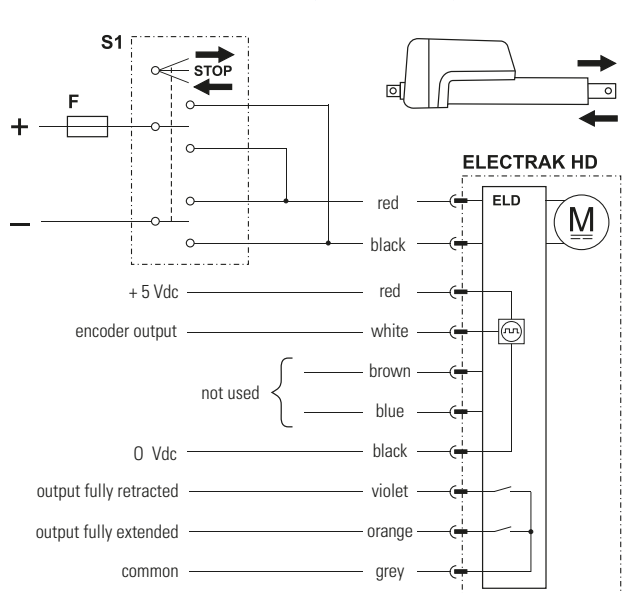 S1
STOP
F
+
–
ELECTRAK HD
ELD
M
red
black
+ 5 Vdc red
encoder output white
not used
brown
blue
0 Vdc black
output fully retracted violet
output fully extended orange
common grey